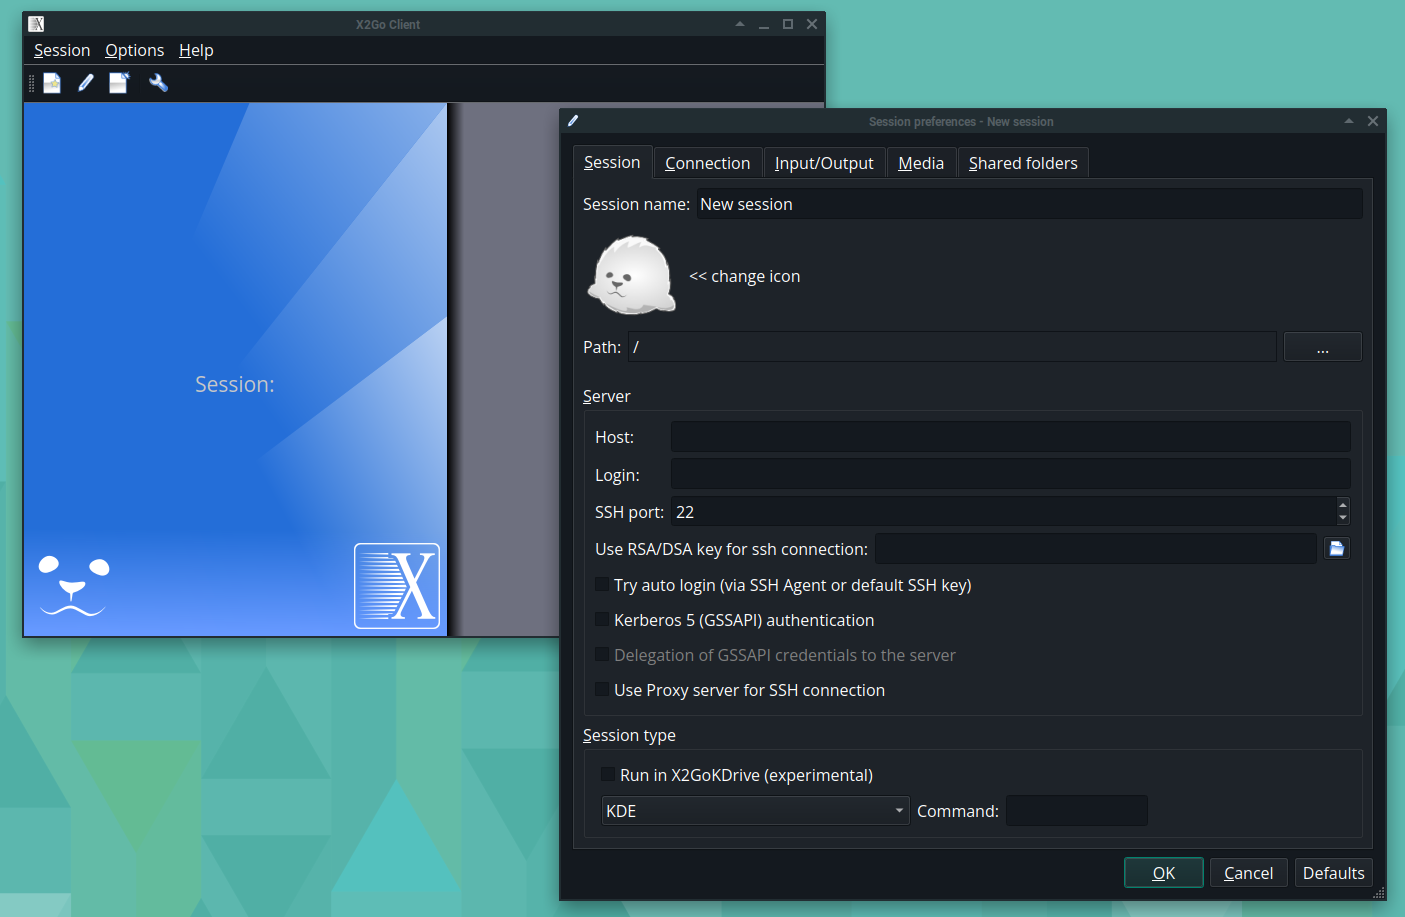 X2Go Client
Session Options Help
Session:
X
Session preferences - New session
Session Connection Input/Output Media Shared folders
Session name: New session
<< change icon
Path: / ...
Server
Host:
Login:
SSH port: 22
Use RSA/DSA key for ssh connection:
Try auto login (via SSH Agent or default SSH key)
Kerberos 5 (GSSAPI) authentication
Delegation of GSSAPI credentials to the server
Use Proxy server for SSH connection
Session type
Run in X2GoKDrive (experimental)
KDE Command:
OK Cancel Defaults